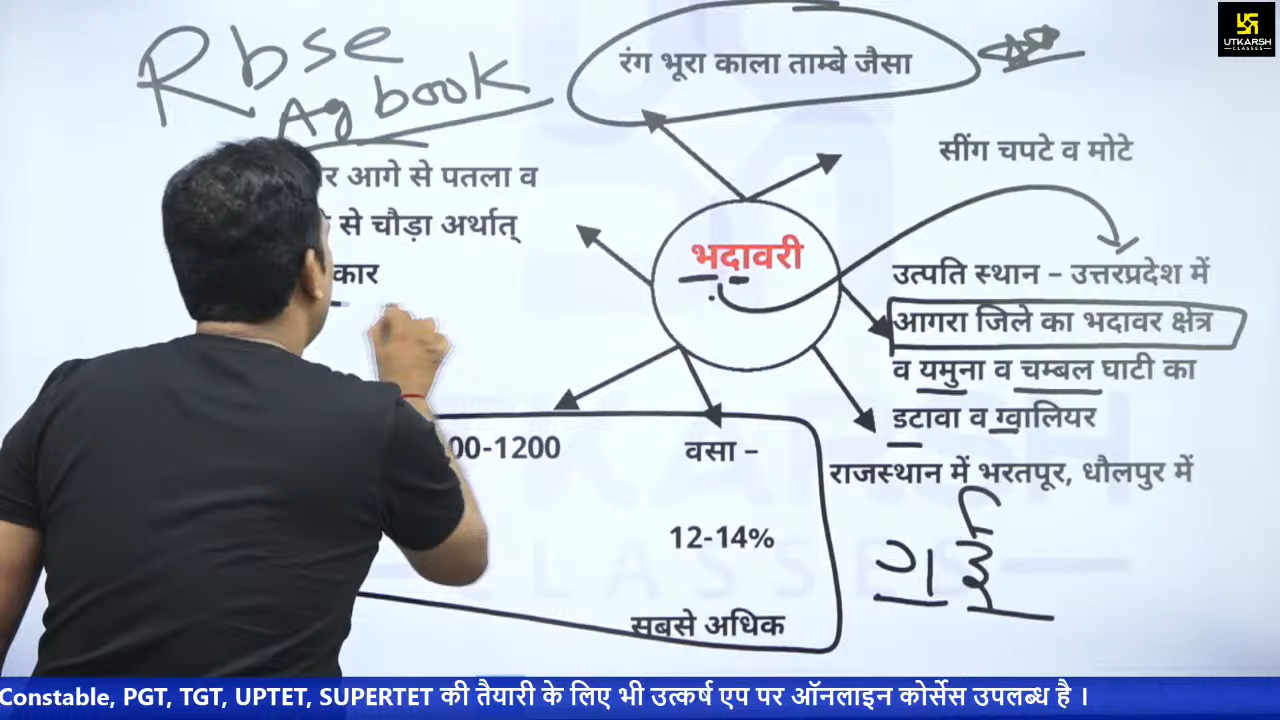 Rbse
Ag book
रंग भूरा काला ताम्बे जैसा
UTKARSH
CLASSES
सींग चपटे व मोटे
र आगे से पतला व
से चौड़ा अर्थात्
कार
भदावरी
उत्पति स्थान – उत्तरप्रदेश में
आगरा जिले का भदावर क्षेत्र
व यमुना व चम्बल घाटी का
डटावा व ग्वालियर
राजस्थान में भरतपूर, धौलपुर में
00-1200
वसा –
12-14%
सबसे अधिक
Constable, PGT, TGT, UPTET, SUPERTET की तैयारी के लिए भी उत्कर्ष एप पर ऑनलाइन कोर्सेस उपलब्ध है ।